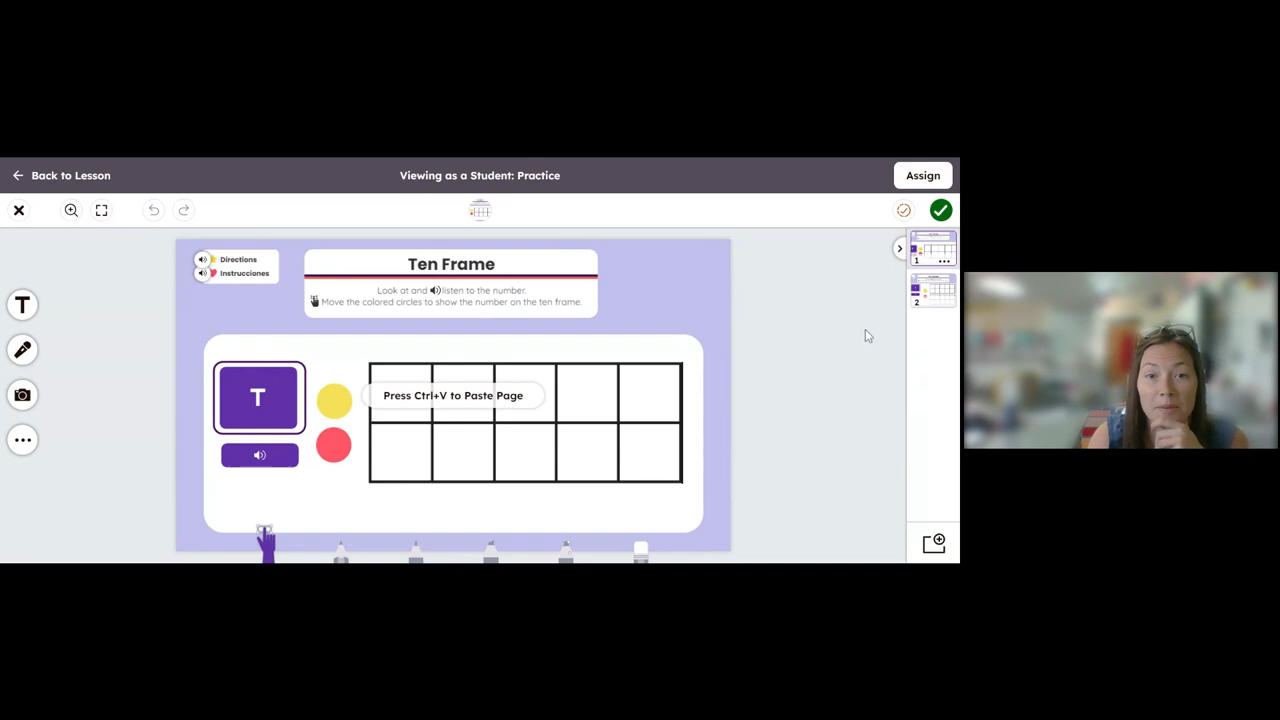 Back to Lesson
Viewing as a Student: Practice
Assign
Directions
Instrucciones
Ten Frame
Look at and listen to the number.
Move the colored circles to show the number on the ten frame.
T
T
Press Ctrl+V to Paste Page
1
2